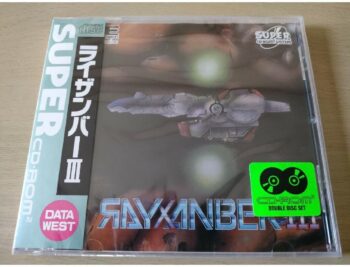 SUPER CD-ROM²
ライザンバーIII
DATA
WEST
SUPER
RAYXANBER III
DOUBLE DISC SET